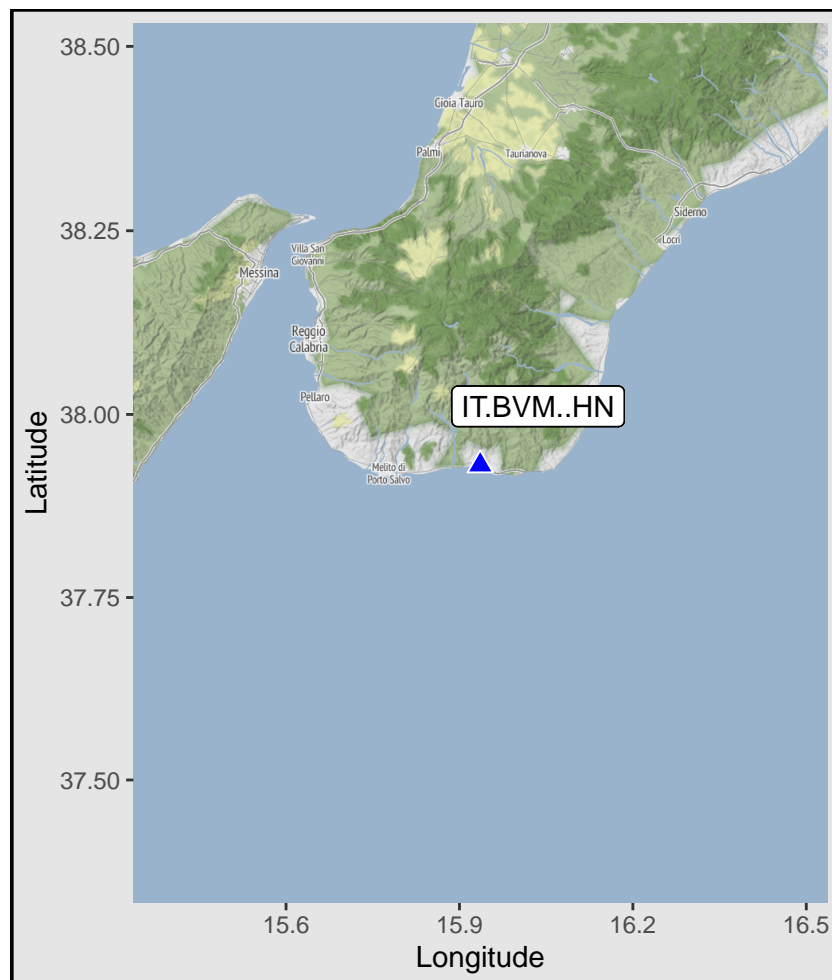 38.50
38.25
38.00
37.75
37.50
Latitude
Gioia Tauro
Palmi
Taurianova
Siderno
Locri
Villa San
Giovanni
Messina
Reggio
Calabria
Pellaro
IT.BVM..HN
Melito di
Porto Salvo
15.6
15.9
16.2
16.5
Longitude